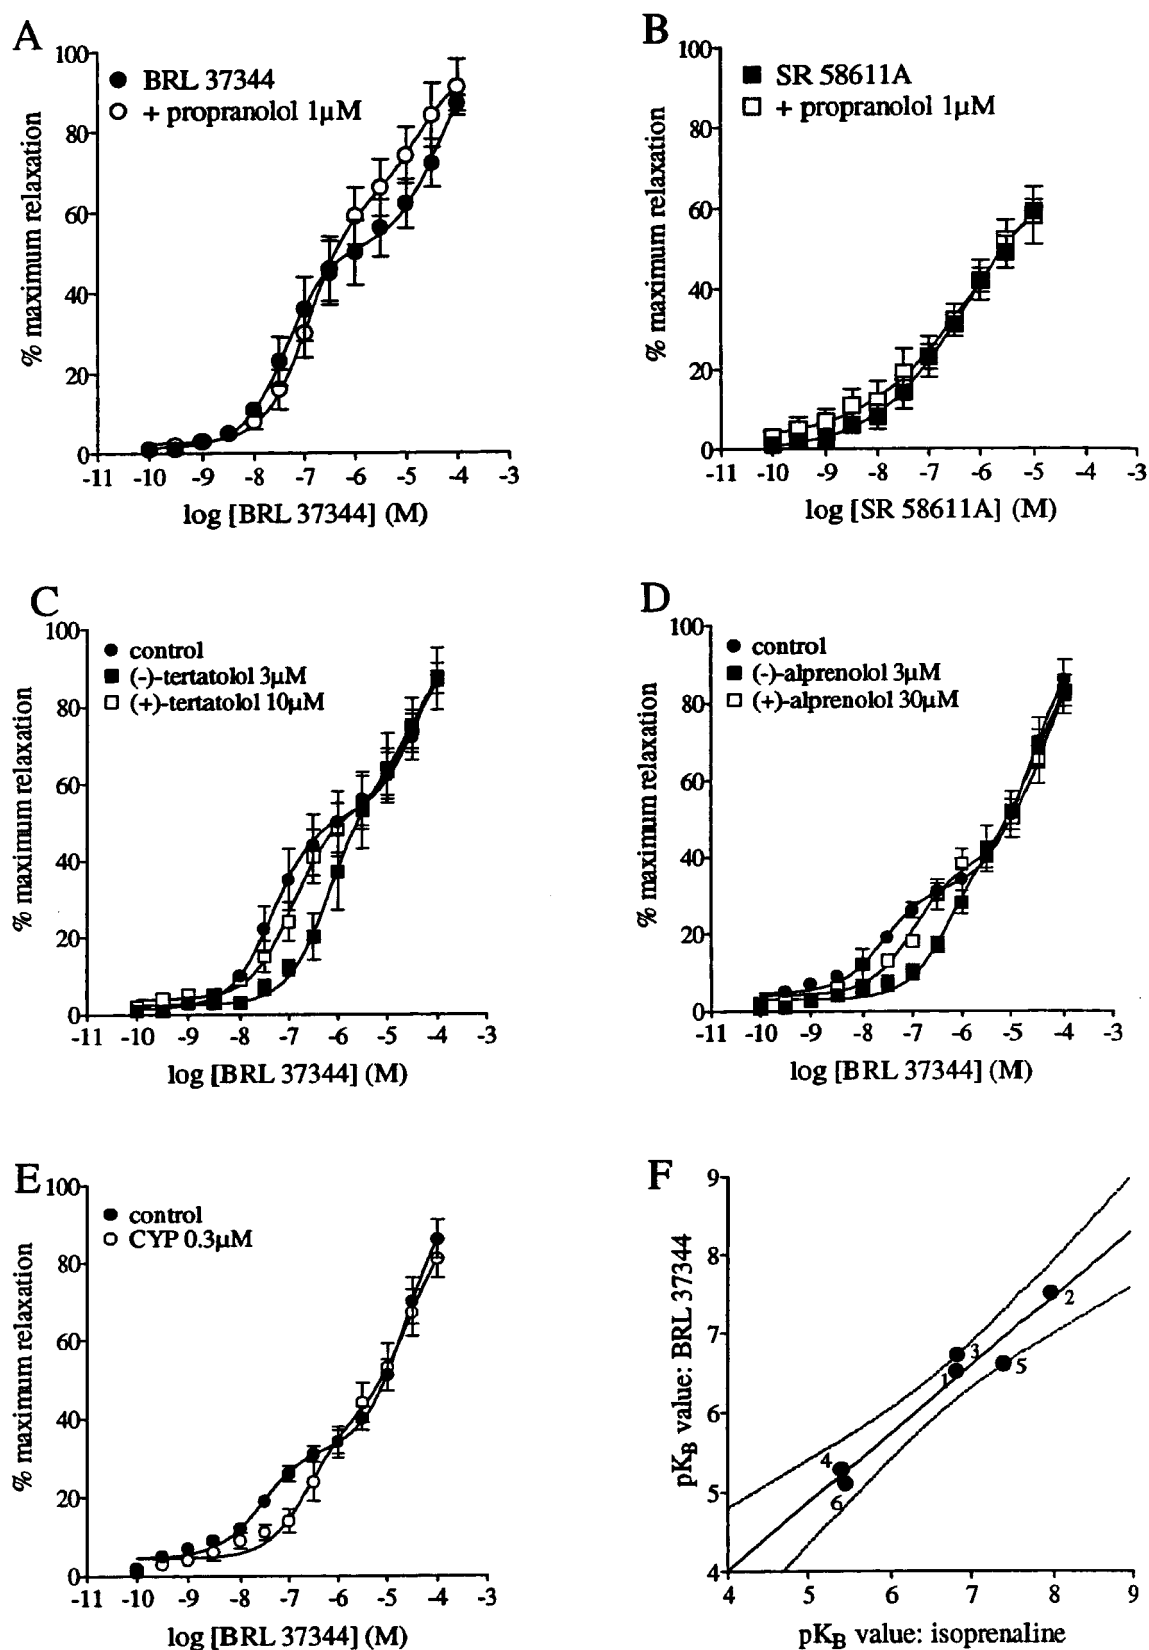 A
BRL 37344
+ propranolol 1µM
% maximum relaxation
100
80
60
40
20
0
-11 -10 -9 -8 -7 -6 -5 -4 -3
log [BRL 37344] (M)
B
SR 58611A
+ propranolol 1µM
% maximum relaxation
100
80
60
40
20
0
-11 -10 -9 -8 -7 -6 -5 -4 -3
log [SR 58611A] (M)
C
control
(-)-tertatolol 3µM
(+)-tertatolol 10µM
% maximum relaxation
100
80
60
40
20
0
-11 -10 -9 -8 -7 -6 -5 -4 -3
log [BRL 37344] (M)
D
control
(-)-alprenolol 3µM
(+)-alprenolol 30µM
% maximum relaxation
100
80
60
40
20
0
-11 -10 -9 -8 -7 -6 -5 -4 -3
log [BRL 37344] (M)
E
control
CYP 0.3µM
% maximum relaxation
100
80
60
40
20
0
-11 -10 -9 -8 -7 -6 -5 -4 -3
log [BRL 37344] (M)
F
pKB value: BRL 37344
9
8
7
6
5
4
2
3
1
5
4
6
4 5 6 7 8 9
pKB value: isoprenaline